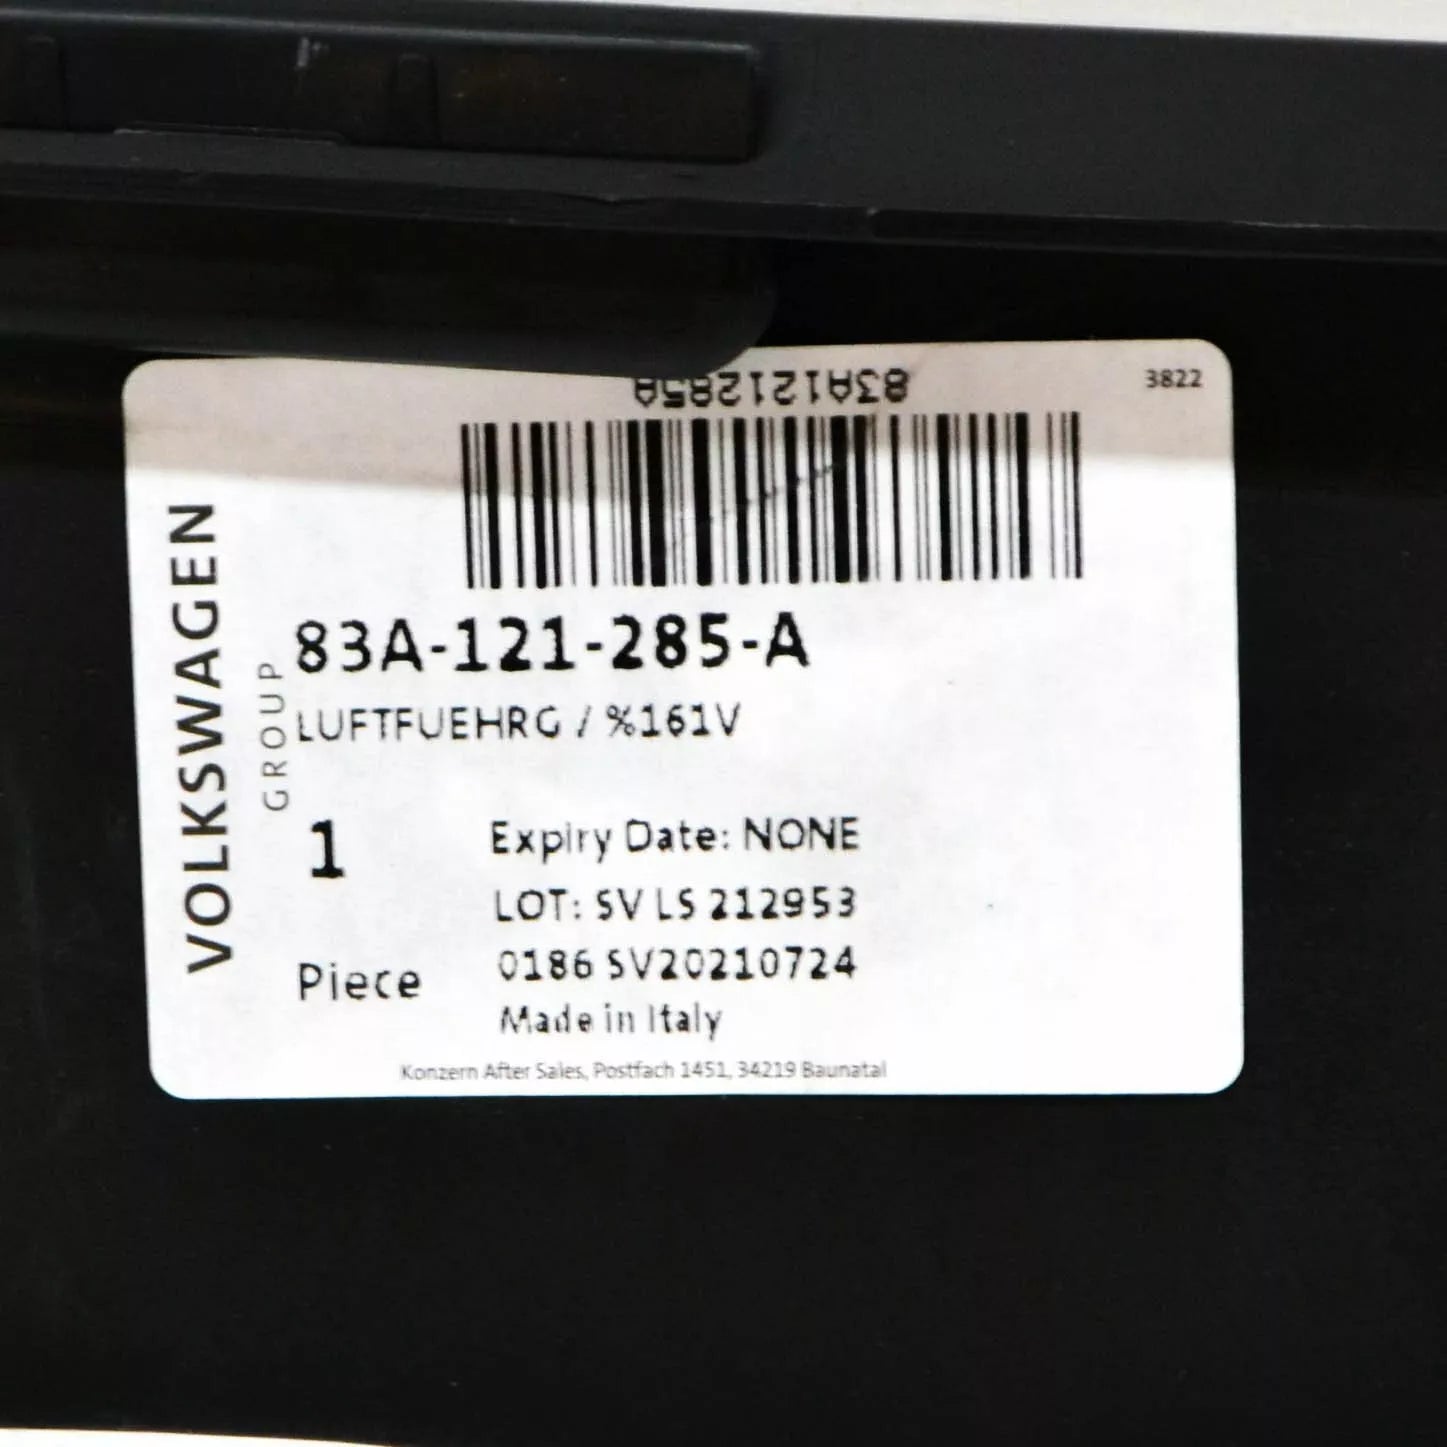 83A121285A
3822
VOLKSWAGEN
GROUP
83A-121-285-A
LUFTFUEHRG / %161V
1
Piece
Expiry Date: NONE
LOT: SV LS 212953
0186 SV20210724
Made in Italy
Konzern After Sales, Postfach 1451, 34219 Baunatal